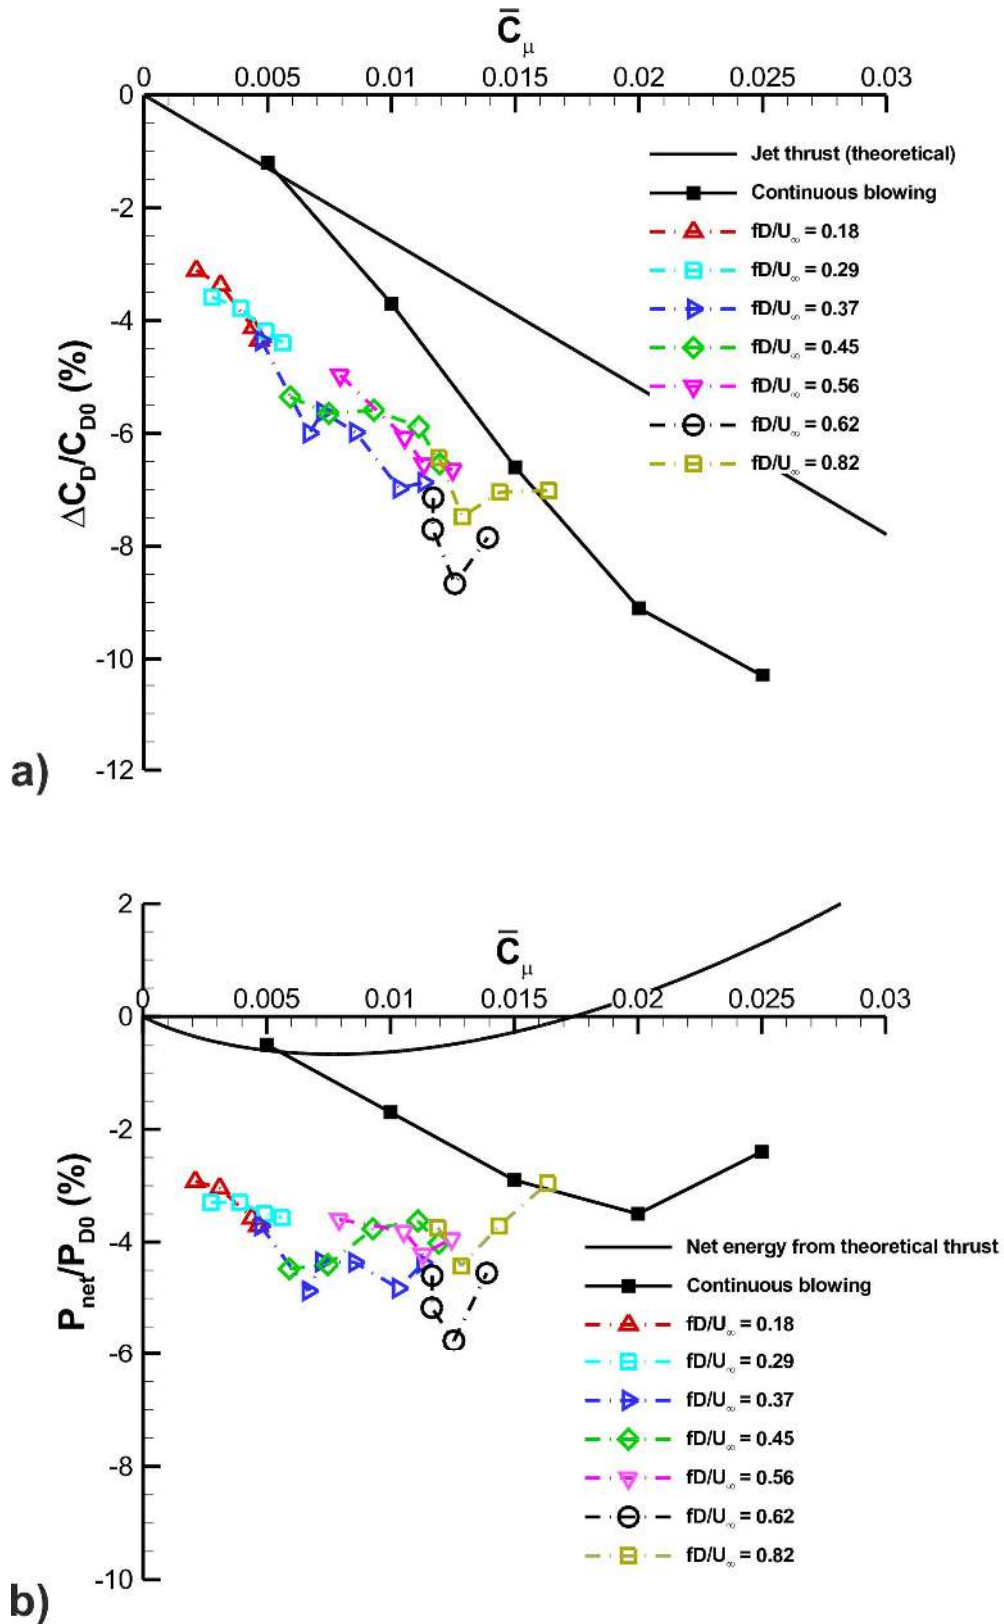 C̅μ
0 0.005 0.01 0.015 0.02 0.025 0.03
0
-2
-4
-6
-8
-10
-12
ΔC_D/C_D0 (%)
Jet thrust (theoretical)
Continuous blowing
fD/U∞ = 0.18
fD/U∞ = 0.29
fD/U∞ = 0.37
fD/U∞ = 0.45
fD/U∞ = 0.56
fD/U∞ = 0.62
fD/U∞ = 0.82
a)
C̅μ
0 0.005 0.01 0.015 0.02 0.025 0.03
2
0
-2
-4
-6
-8
-10
P_net/P_D0 (%)
Net energy from theoretical thrust
Continuous blowing
fD/U∞ = 0.18
fD/U∞ = 0.29
fD/U∞ = 0.37
fD/U∞ = 0.45
fD/U∞ = 0.56
fD/U∞ = 0.62
fD/U∞ = 0.82
b)